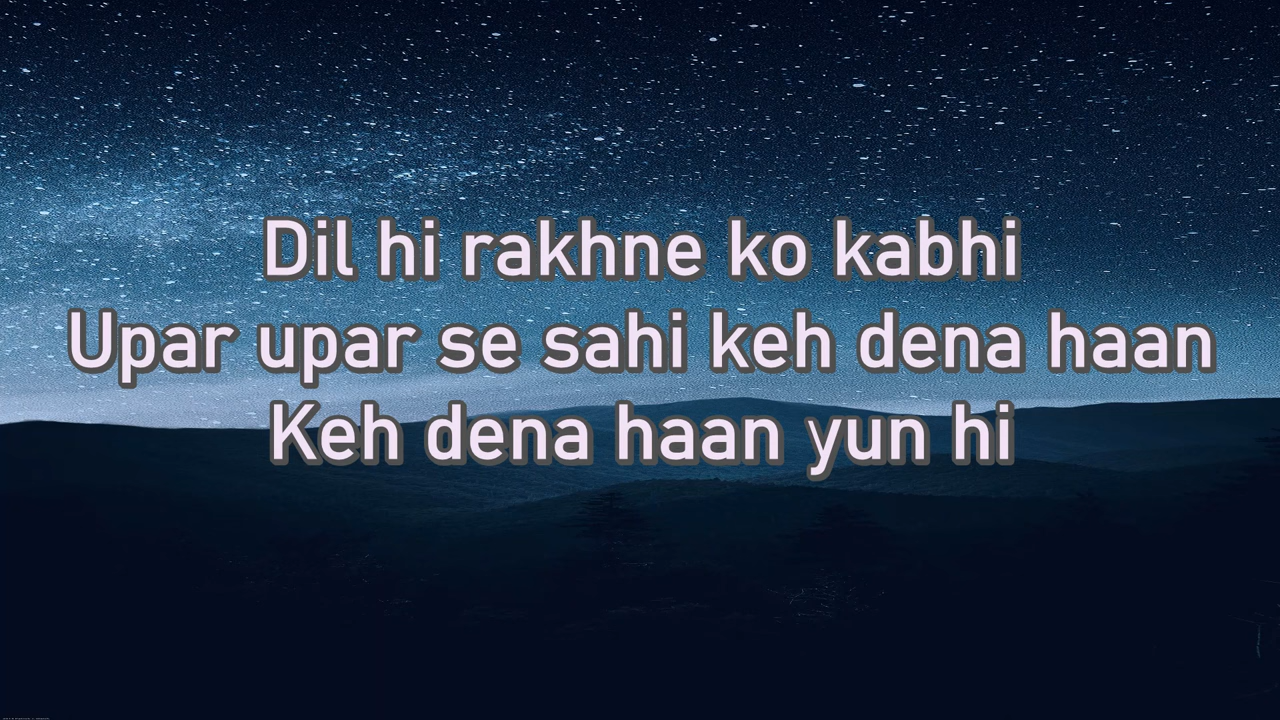 Dil hi rakhne ko kabhi
Upar upar se sahi keh dena haan
Keh dena haan yun hi